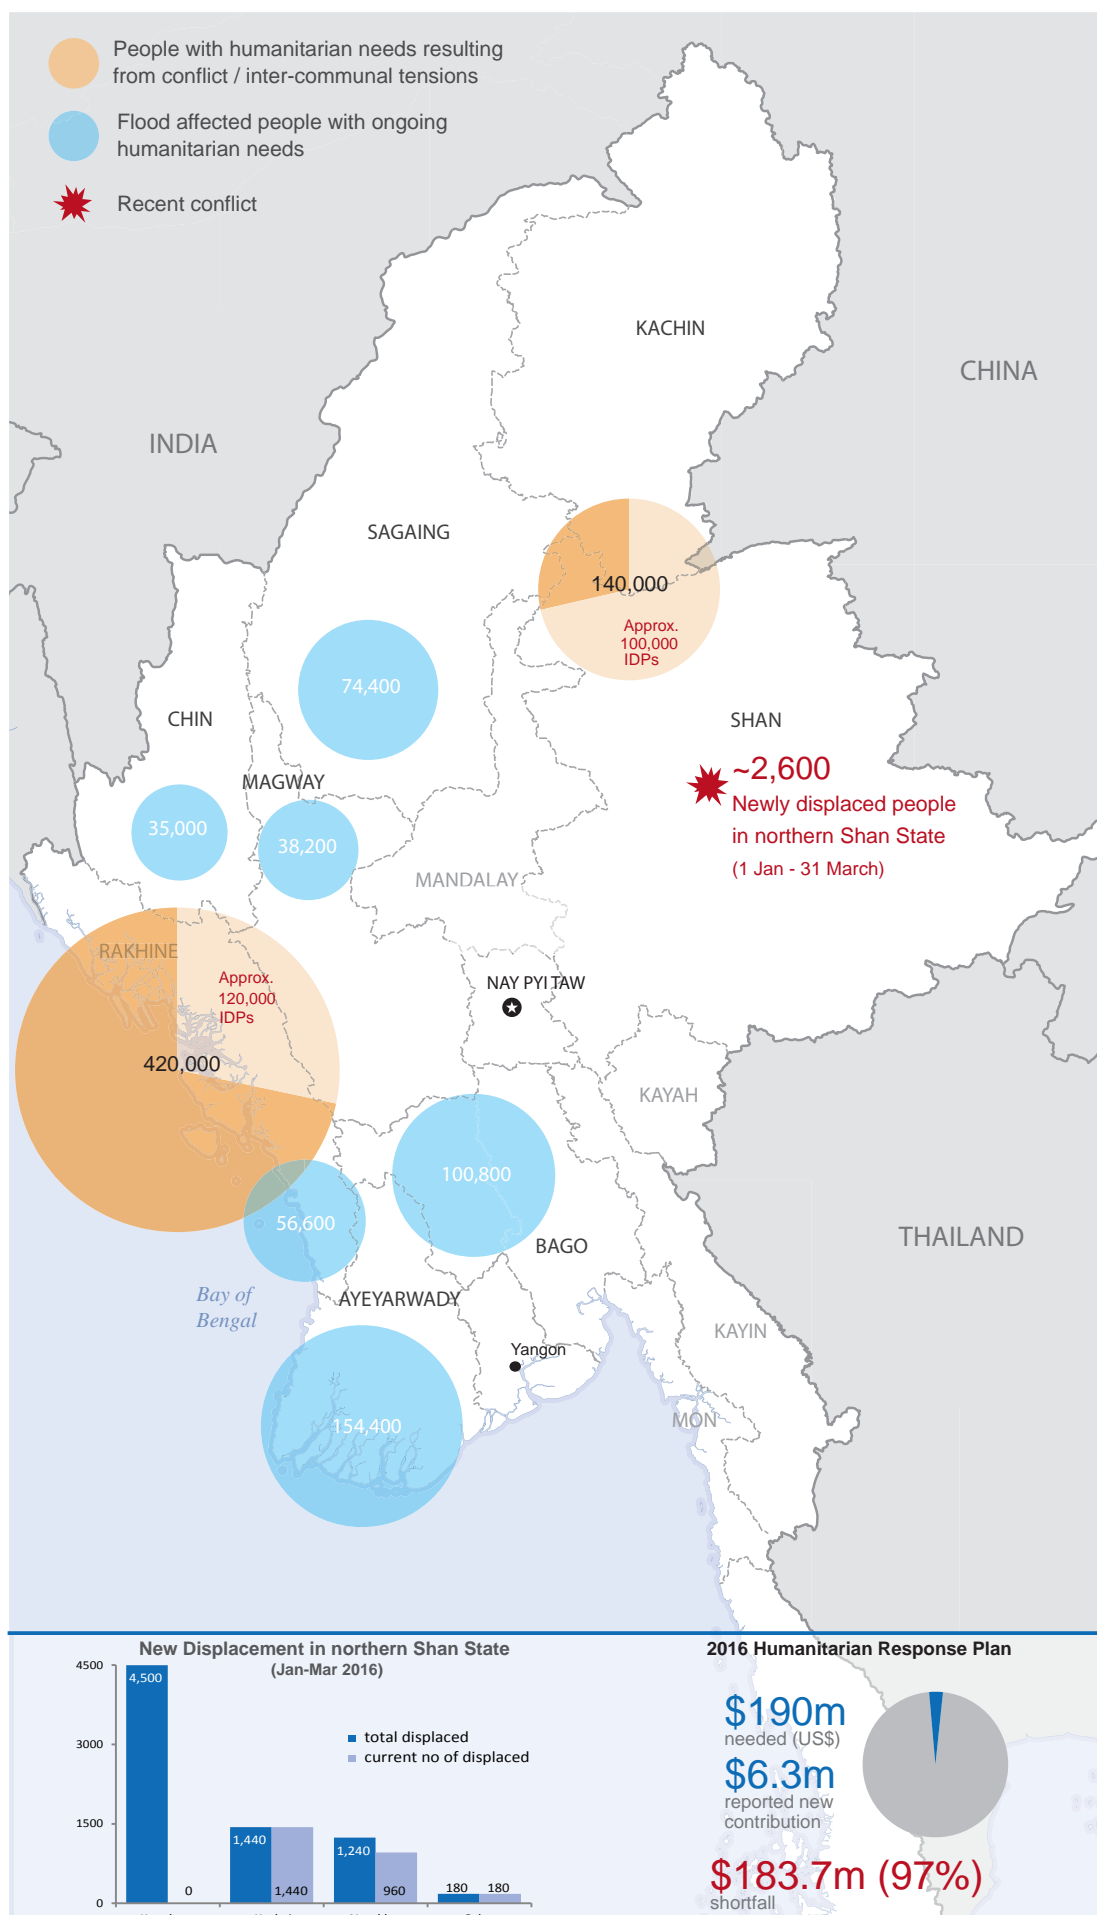 People with humanitarian needs resulting
from conflict / inter-communal tensions
Flood affected people with ongoing
humanitarian needs
Recent conflict
KACHIN
CHINA
INDIA
SAGAING
140,000
Approx.
100,000
IDPs
74,400
CHIN
SHAN
~2,600
Newly displaced people
in northern Shan State
(1 Jan - 31 March)
MAGWAY
35,000
38,200
MANDALAY
RAKHINE
Approx.
120,000
IDPs
NAY PYI TAW
420,000
KAYAH
100,800
56,600
BAGO
THAILAND
Bay of
Bengal
AYEYARWADY
KAYIN
Yangon
MON
154,400
New Displacement in northern Shan State
(Jan-Mar 2016)
4500
3000
1500
0
4,500
0
1,440
1,440
1,240
960
180
180
total displaced
current no of displaced
2016 Humanitarian Response Plan
$190m
needed (US$)
$6.3m
reported new
contribution
$183.7m (97%)
shortfall